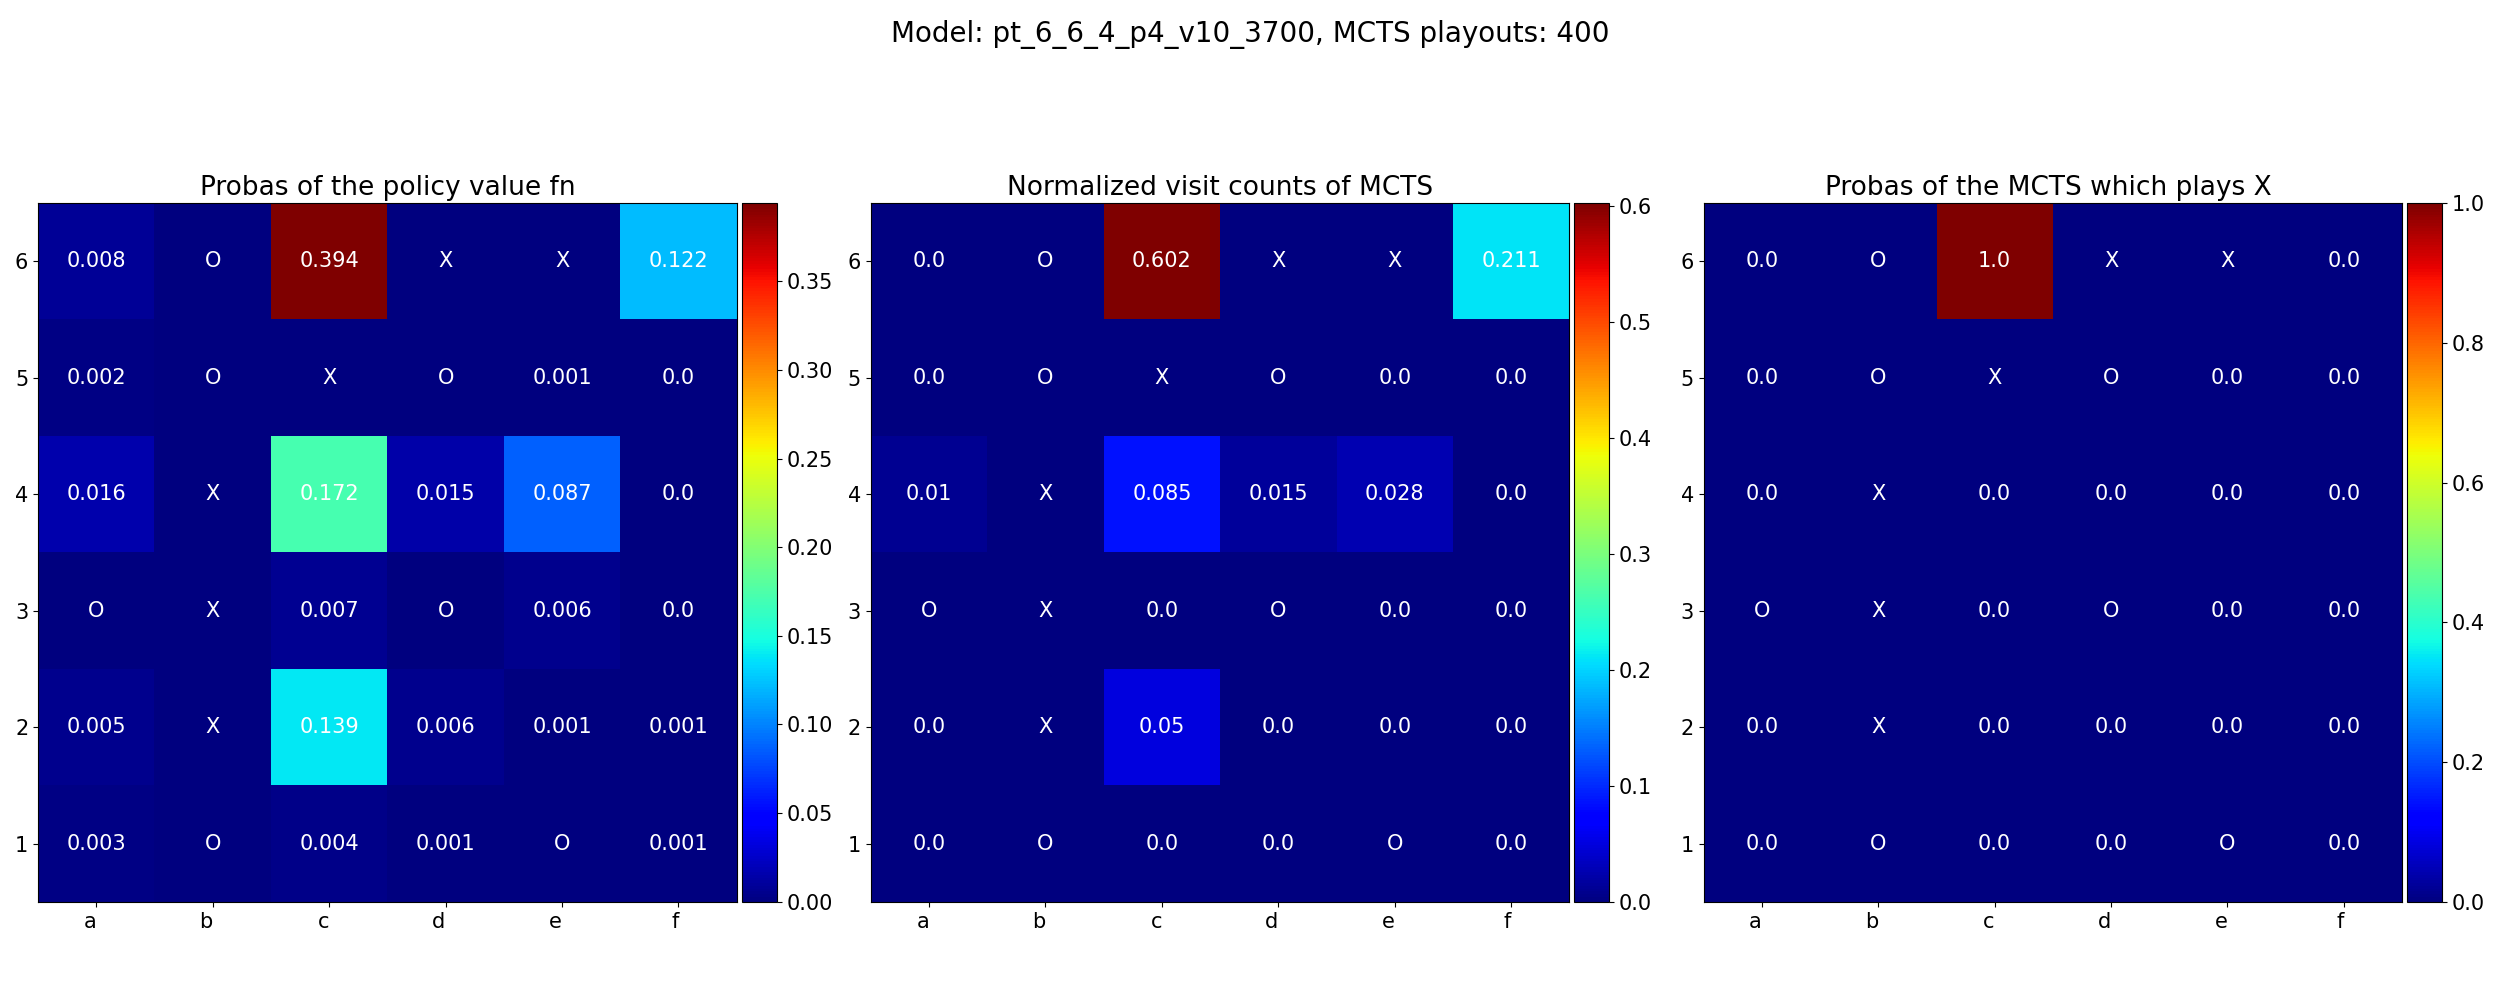 Model: pt_6_6_4_p4_v10_3700, MCTS playouts: 400
Probas of the policy value fn
6 0.008 O 0.394 X X 0.122
5 0.002 O X O 0.001 0.0
4 0.016 X 0.172 0.015 0.087 0.0
3 O X 0.007 O 0.006 0.0
2 0.005 X 0.139 0.006 0.001 0.001
1 0.003 O 0.004 0.001 O 0.001
a b c d e f
0.35
0.30
0.25
0.20
0.15
0.10
0.05
0.00
Normalized visit counts of MCTS
6 0.0 O 0.602 X X 0.211
5 0.0 O X O 0.0 0.0
4 0.01 X 0.085 0.015 0.028 0.0
3 O X 0.0 O 0.0 0.0
2 0.0 X 0.05 0.0 0.0 0.0
1 0.0 O 0.0 0.0 O 0.0
a b c d e f
0.6
0.5
0.4
0.3
0.2
0.1
0.0
Probas of the MCTS which plays X
6 0.0 O 1.0 X X 0.0
5 0.0 O X O 0.0 0.0
4 0.0 X 0.0 0.0 0.0 0.0
3 O X 0.0 O 0.0 0.0
2 0.0 X 0.0 0.0 0.0 0.0
1 0.0 O 0.0 0.0 O 0.0
a b c d e f
1.0
0.8
0.6
0.4
0.2
0.0